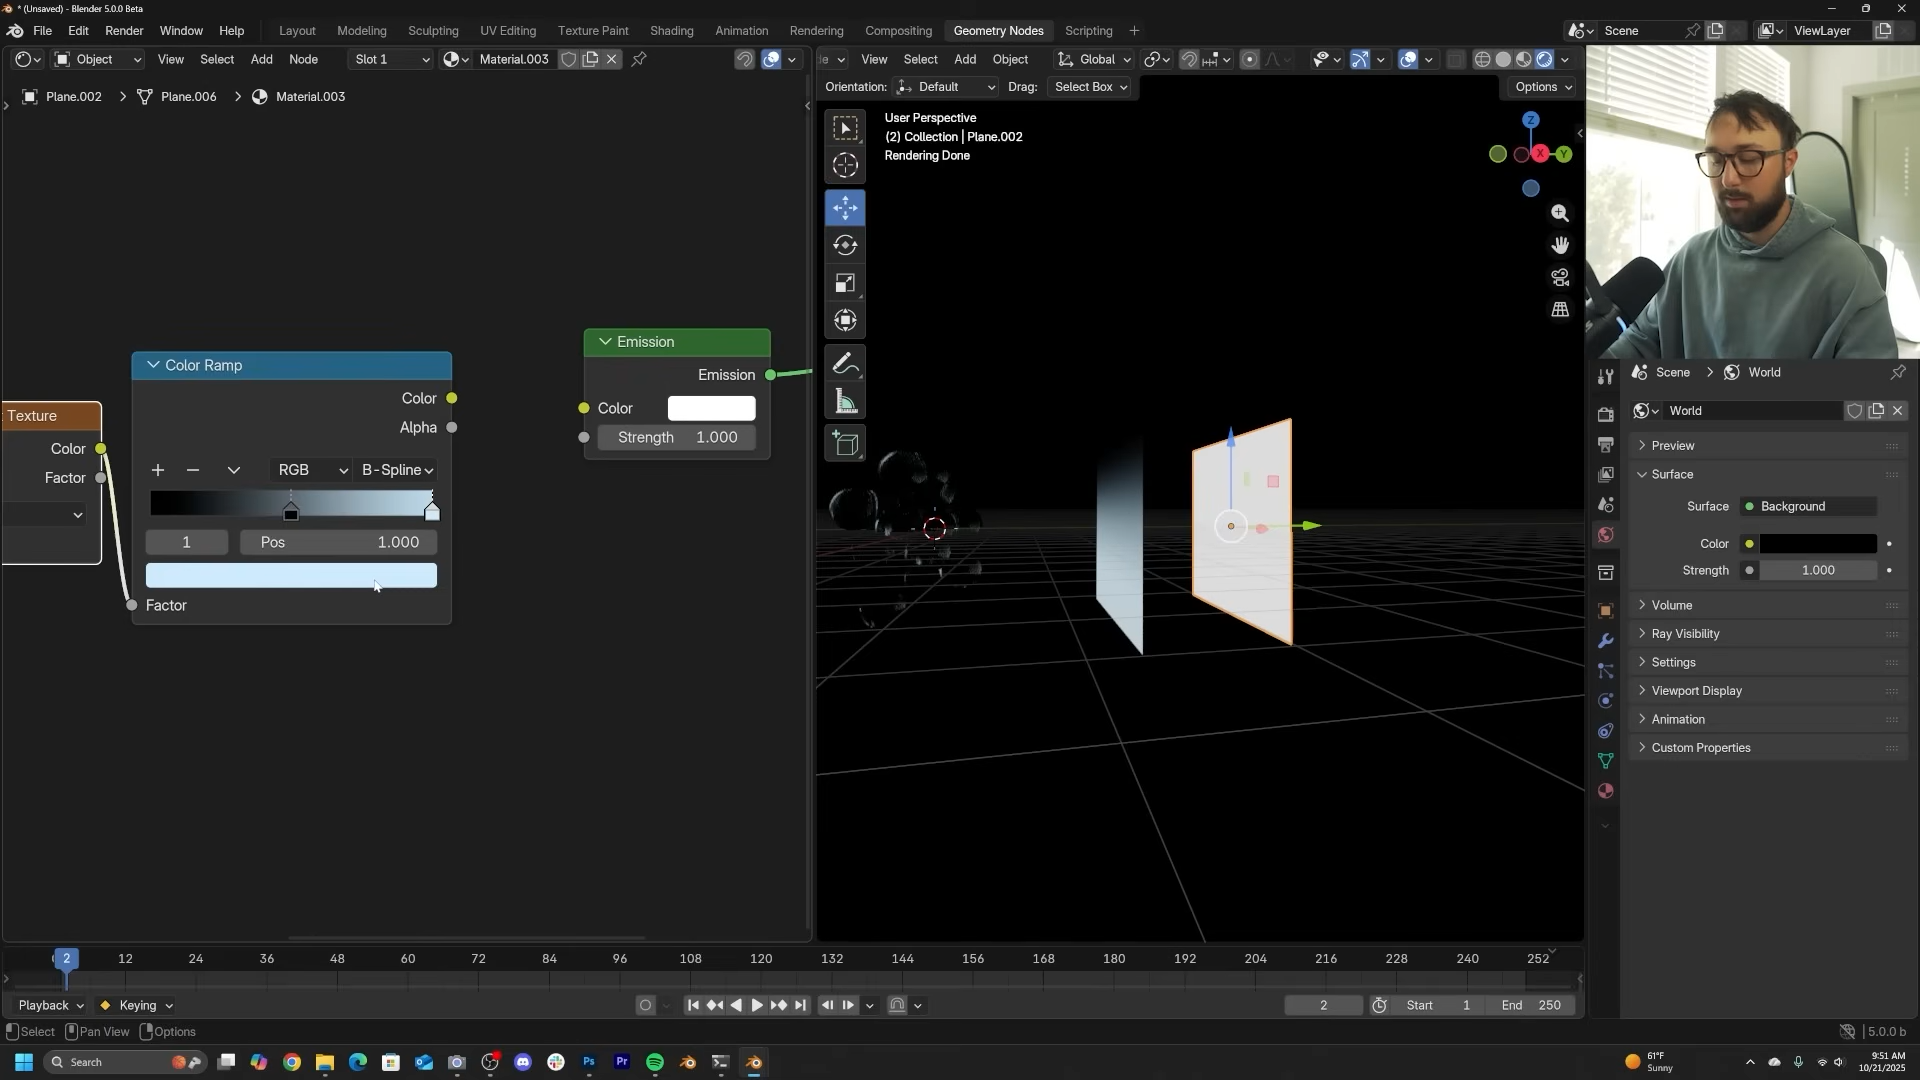 * (Unsaved) - Blender 5.0.0 Beta
File Edit Render Window Help
Layout Modeling Sculpting UV Editing Texture Paint Shading Animation Rendering Compositing Geometry Nodes Scripting
Scene
ViewLayer
Object View Select Add Node Slot 1 Material.003
View Select Add Object Global
Orientation: Default Drag: Select Box Options
Plane.002 Plane.006 Material.003
User Perspective
(2) Collection | Plane.002
Rendering Done
Z
X
Y
Texture
Color
Factor
Color Ramp
Color
Alpha
RGB B-Spline
1 Pos 1.000
Factor
Emission
Emission
Color
Strength 1.000
Scene World
World
Preview
Surface
Surface Background
Color
Strength 1.000
Volume
Ray Visibility
Settings
Viewport Display
Animation
Custom Properties
2 12 24 36 48 60 72 84 96 108 120 132 144 156 168 180 192 204 216 228 240 252
Playback Keying 2 Start 1 End 250
Select Pan View Options 5.0.0 b
Search
Ps
Pr
61°F
Sunny
9:51 AM
10/21/2025